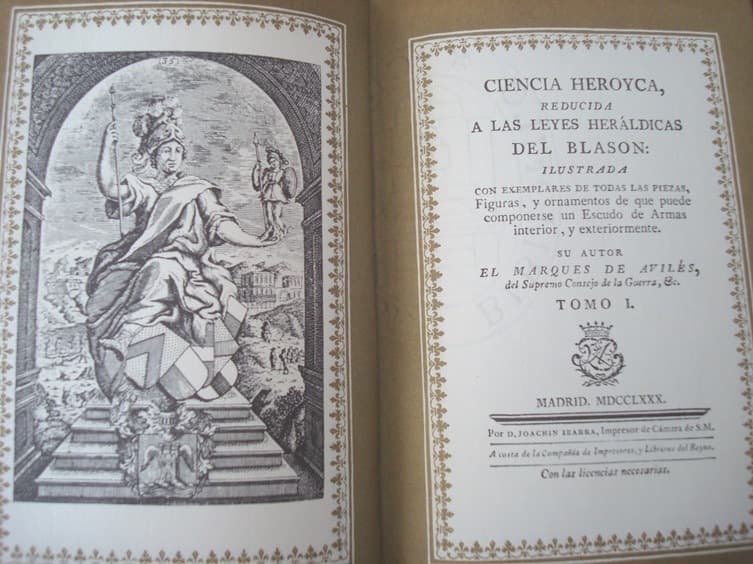 CIENCIA HEROYCA,
REDUCIDA
A LAS LEYES HERÁLDICAS
DEL BLASON:
ILUSTRADA
CON EXEMPLARES DE TODAS LAS PIEZAS,
Figuras, y ornamentos de que puede
componerse un Escudo de Armas
interior, y exteriormente.
SU AUTOR
EL MARQUES DE AVILÉS,
del Supremo Consejo de la Guerra, &c.
TOMO I.
MADRID. MDCCLXXX.
Por D. JOACHIN IBARRA, Impresor de Cámara de S.M.
A costa de la Compañía de Impresores, y Libreros del Reyno.
Con las licencias necesarias.